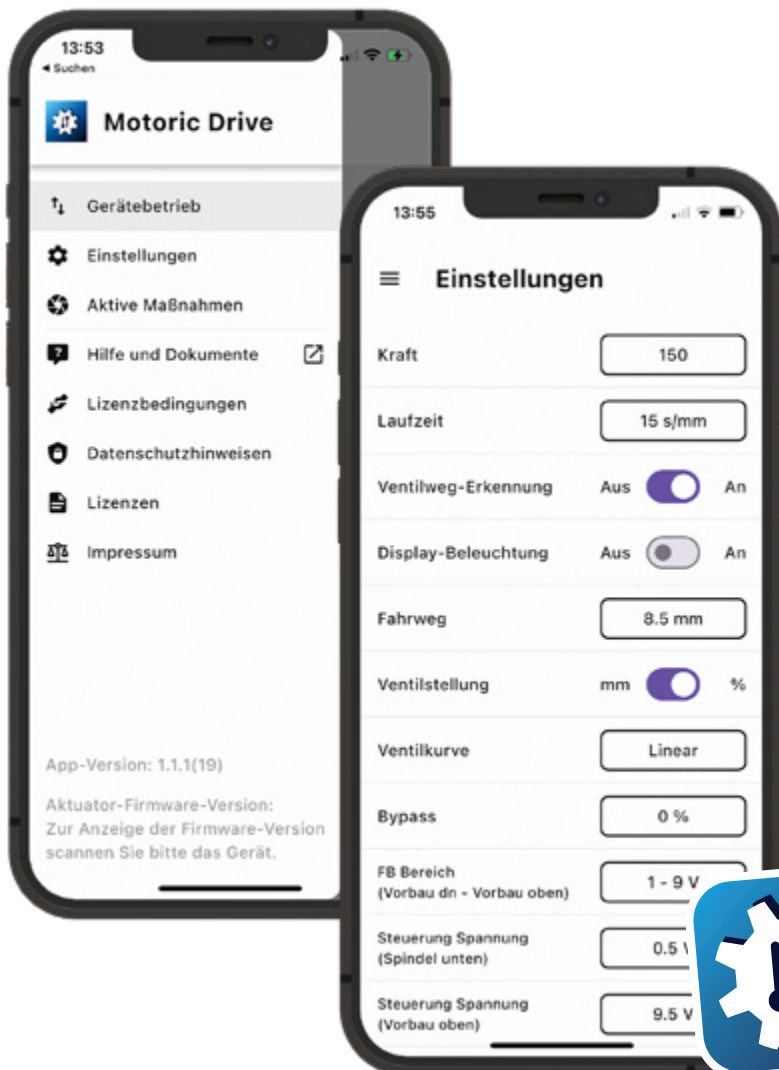 13:53
◀ Suchen
Motoric Drive
Gerätebetrieb
Einstellungen
Aktive Maßnahmen
Hilfe und Dokumente
Lizenzbedingungen
Datenschutzhinweisen
Lizenzen
Impressum
App-Version: 1.1.1(19)
Aktuator-Firmware-Version:
Zur Anzeige der Firmware-Version
scannen Sie bitte das Gerät.
13:55
Einstellungen
Kraft 150
Laufzeit 15 s/mm
Ventilweg-Erkennung Aus An
Display-Beleuchtung Aus An
Fahrweg 8.5 mm
Ventilstellung mm %
Ventilkurve Linear
Bypass 0 %
FB Bereich
(Vorbau dn - Vorbau oben) 1 - 9 V
Steuerung Spannung
(Spindel unten) 0.5
Steuerung Spannung
(Vorbau oben) 9.5 V